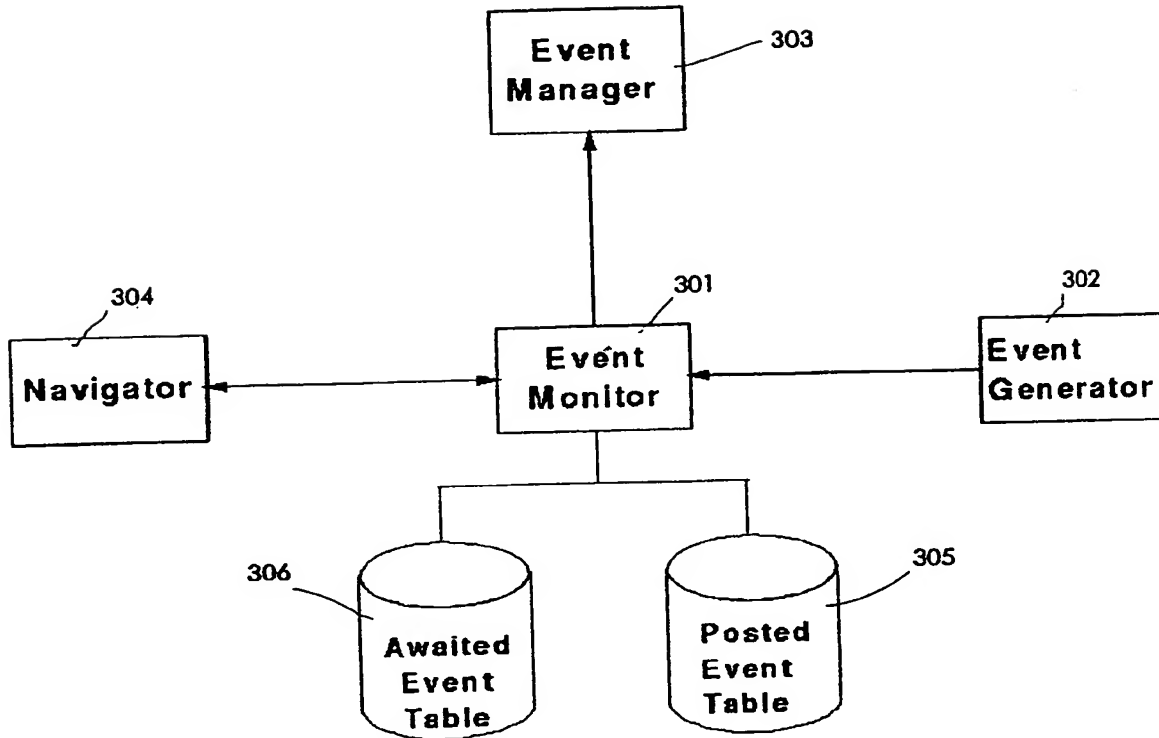 303
Event
Manager
304
301
302
Navigator
Event
Monitor
Event
Generator
306
305
Awaited
Event
Table
Posted
Event
Table